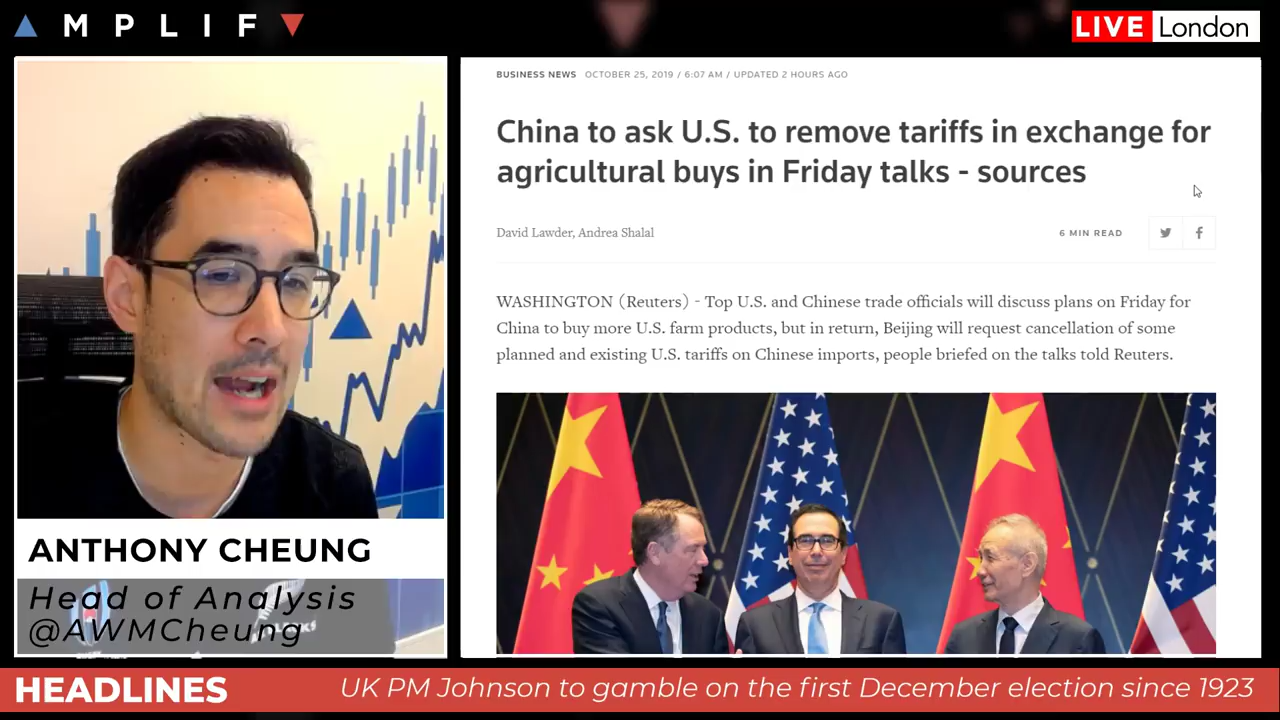 AMPLIFY
LIVE London
BUSINESS NEWS OCTOBER 25, 2019 / 6:07 AM / UPDATED 2 HOURS AGO
China to ask U.S. to remove tariffs in exchange for
agricultural buys in Friday talks - sources
David Lawder, Andrea Shalal
6 MIN READ
WASHINGTON (Reuters) - Top U.S. and Chinese trade officials will discuss plans on Friday for
China to buy more U.S. farm products, but in return, Beijing will request cancellation of some
planned and existing U.S. tariffs on Chinese imports, people briefed on the talks told Reuters.
ANTHONY CHEUNG
Head of Analysis
@AWMCheung
HEADLINES
UK PM Johnson to gamble on the first December election since 1923